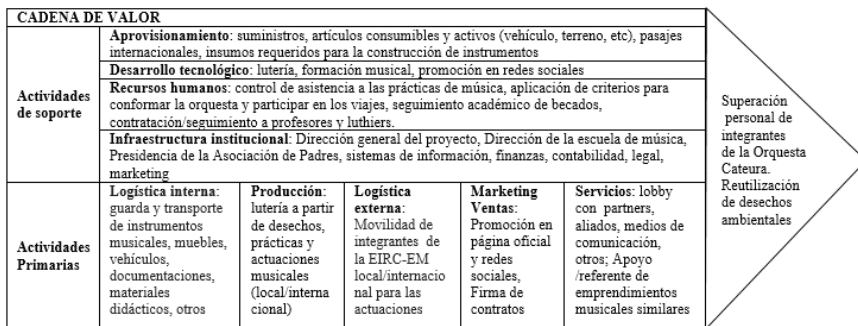 CADENA DE VALOR
Aprovisionamiento: suministros, artículos consumibles y activos (vehículo, terreno, etc), pasajes
internacionales, insumos requeridos para la construcción de instrumentos
Desarrollo tecnológico: lutería, formación musical, promoción en redes sociales
Actividades
de soporte
Recursos humanos: control de asistencia a las prácticas de música, aplicación de criterios para
conformar la orquesta y participar en los viajes, seguimiento académico de becados,
contratación/seguimiento a profesores y luthiers.
Infraestructura institucional: Dirección general del proyecto, Dirección de la escuela de música,
Presidencia de la Asociación de Padres, sistemas de información, finanzas, contabilidad, legal,
marketing
Actividades
Primarias
Logística interna:
guarda y transporte
de instrumentos
musicales, muebles,
vehículos,
documentaciones,
materiales
didácticos, otros
Producción:
lutería a partir
de desechos,
prácticas y
actuaciones
musicales
(local/interna
cional)
Logística
externa:
Movilidad de
integrantes de
la EIRC-EM
local/internacio
nal para las
actuaciones
Marketing
Ventas:
Promoción en
página oficial
y redes
sociales,
Firma de
contratos
Servicios: lobby
con partners,
aliados, medios de
comunicación,
otros; Apoyo
/referente de
emprendimientos
musicales similares
Superación
personal de
integrantes
de la Orquesta
Cateura.
Reutilización
de desechos
ambientales